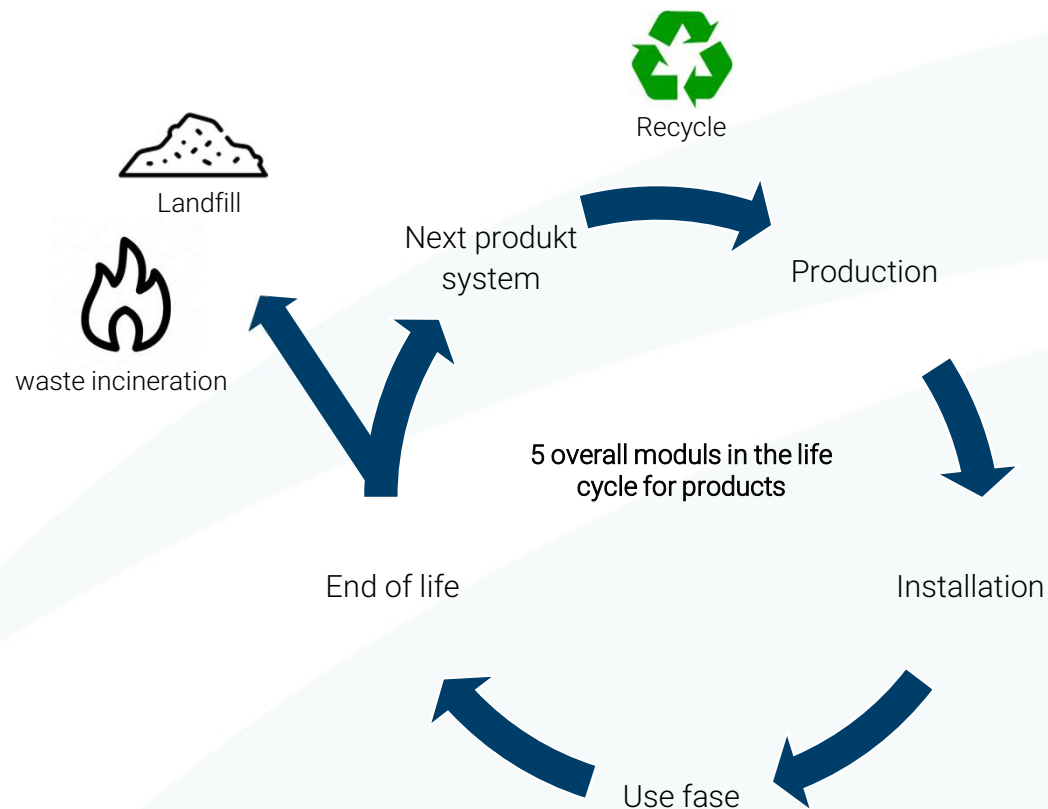 Recycle
Landfill
Next produkt
system
Production
waste incineration
5 overall moduls in the life
cycle for products
End of life
Installation
Use fase